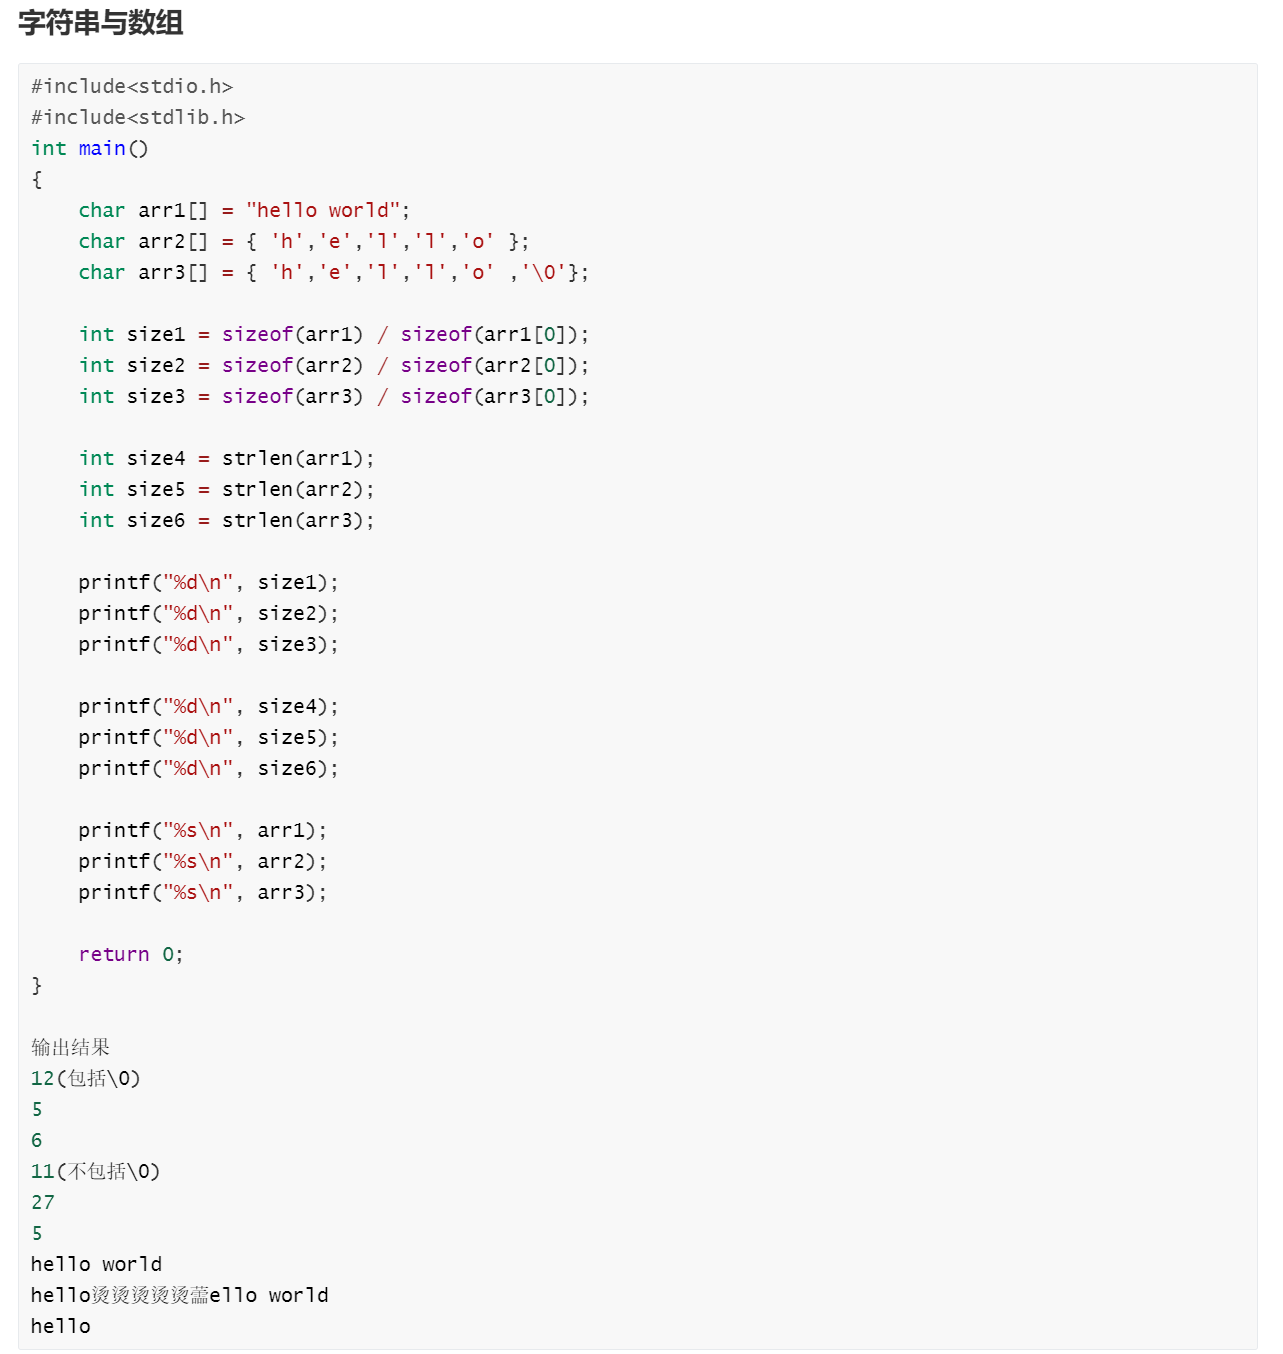 字符串与数组
#include<stdio.h>
#include<stdlib.h>
int main()
{
    char arr1[] = "hello world";
    char arr2[] = { 'h','e','l','l','o' };
    char arr3[] = { 'h','e','l','l','o' ,'\0'};
    int size1 = sizeof(arr1) / sizeof(arr1[0]);
    int size2 = sizeof(arr2) / sizeof(arr2[0]);
    int size3 = sizeof(arr3) / sizeof(arr3[0]);
    int size4 = strlen(arr1);
    int size5 = strlen(arr2);
    int size6 = strlen(arr3);
    printf("%d\n", size1);
    printf("%d\n", size2);
    printf("%d\n", size3);
    printf("%d\n", size4);
    printf("%d\n", size5);
    printf("%d\n", size6);
    printf("%s\n", arr1);
    printf("%s\n", arr2);
    printf("%s\n", arr3);
    return 0;
}
输出结果
12(包括\0)
5
6
11(不包括\0)
27
5
hello world
hello烫烫烫烫烫藞ello world
hello